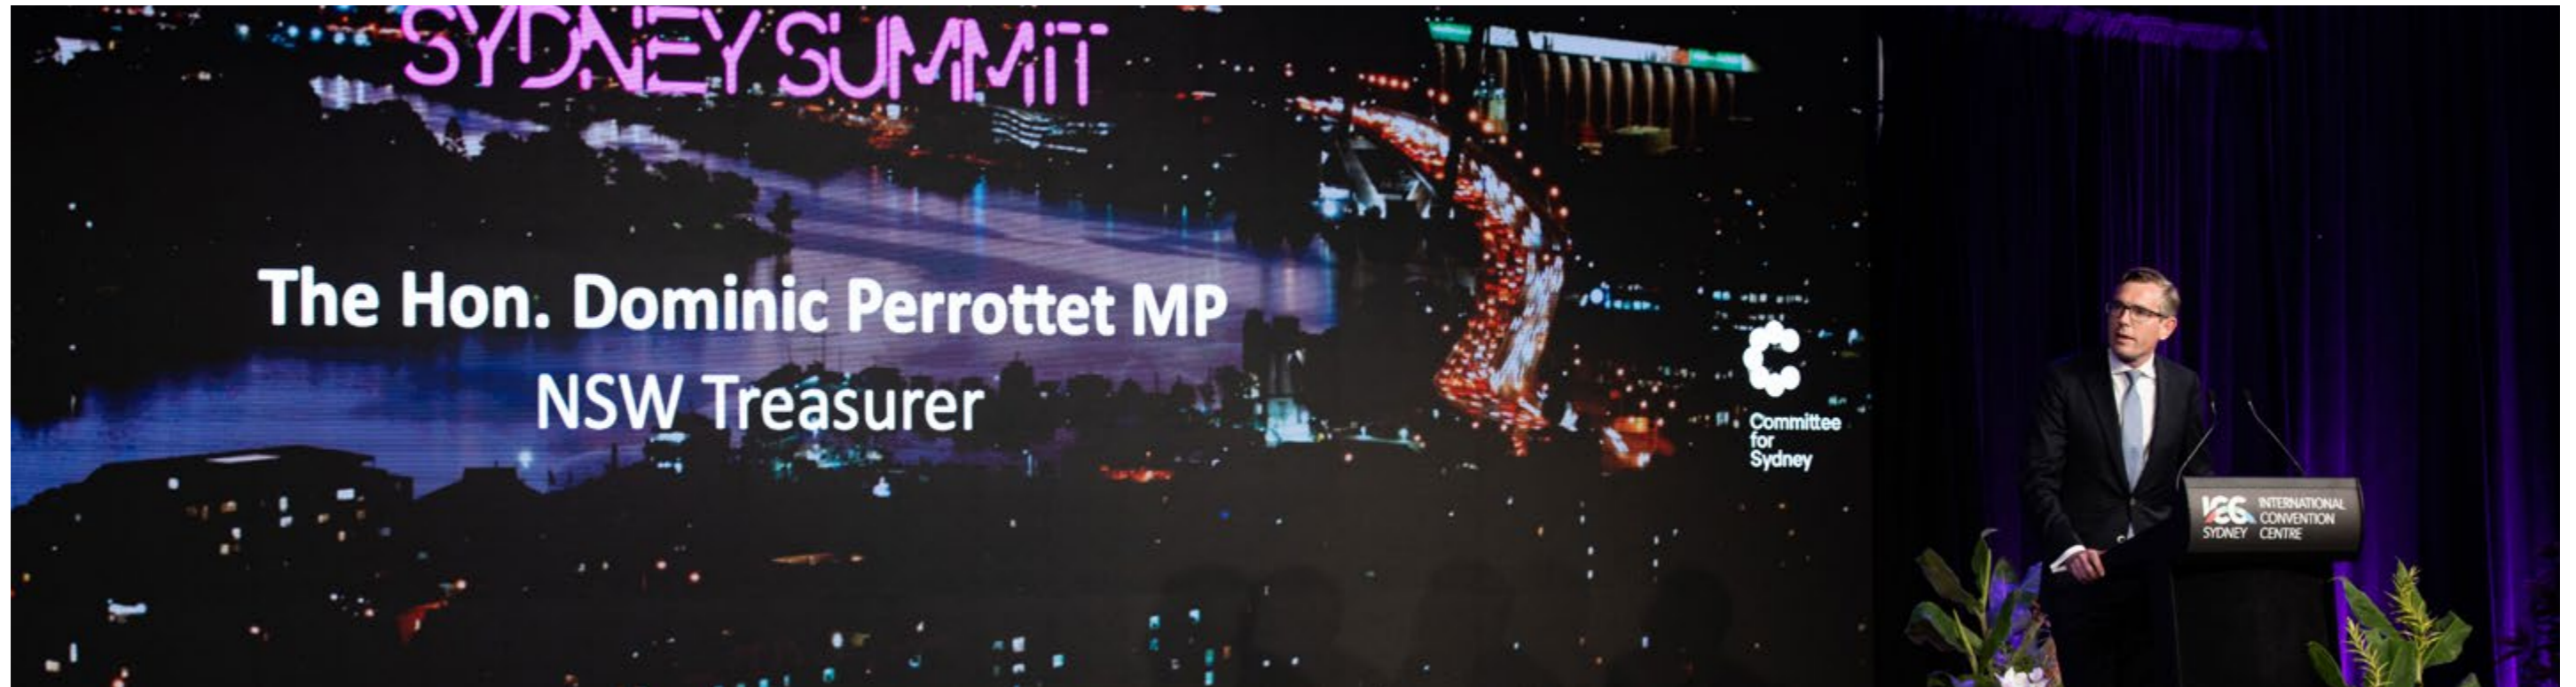 SYDNEY SUMMIT
The Hon. Dominic Perrottet MP
NSW Treasurer
Committee
for
Sydney
ICC
SYDNEY
INTERNATIONAL
CONVENTION
CENTRE